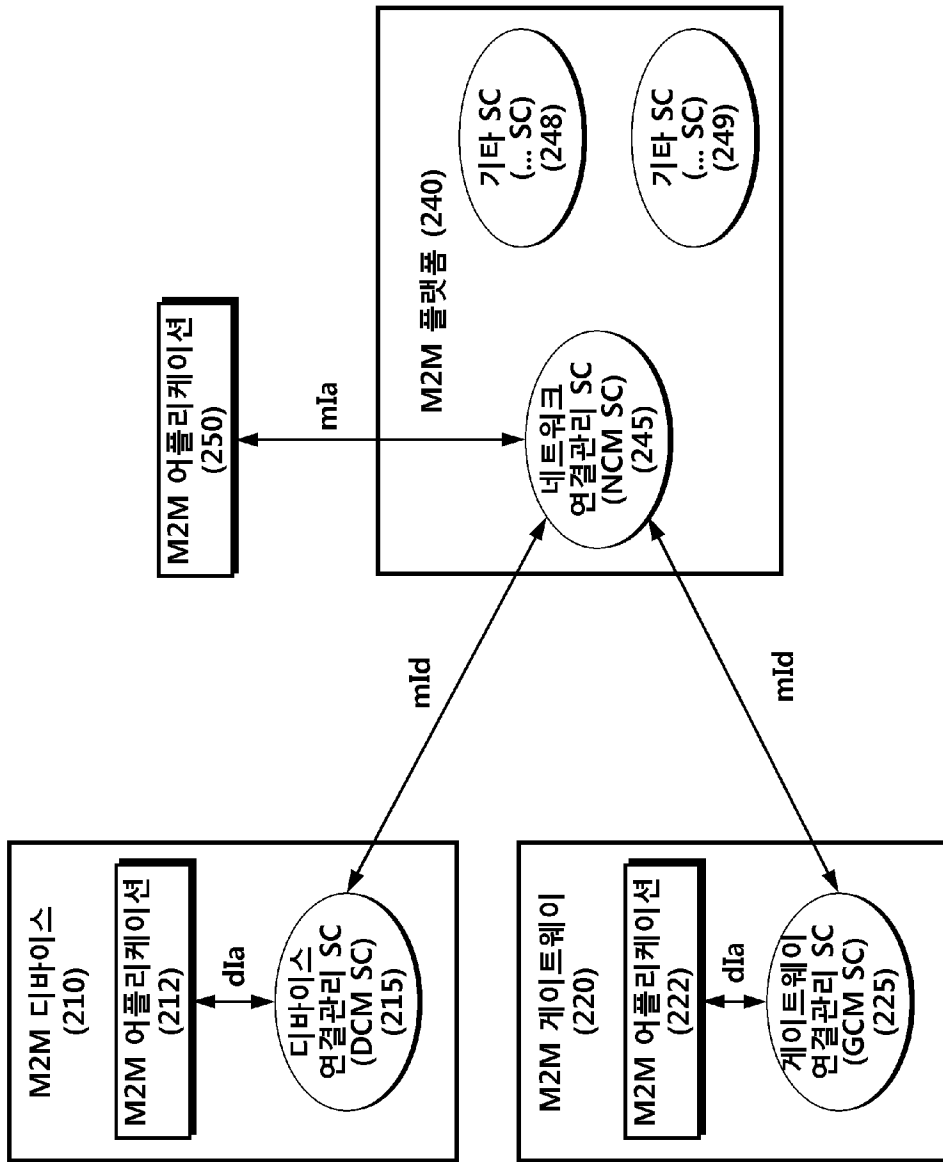 M2M 디바이스
(210)
M2M 어플리케이션
(212)
dIa
디바이스
연결관리 SC
(DCM SC)
(215)
M2M 게이트웨이
(220)
M2M 어플리케이션
(222)
dIa
게이트웨이
연결관리 SC
(GCM SC)
(225)
mId
mId
M2M 어플리케이션
(250)
mIa
M2M 플랫폼 (240)
네트워크
연결관리 SC
(NCM SC)
(245)
기타 SC
(... SC)
(248)
기타 SC
(... SC)
(249)